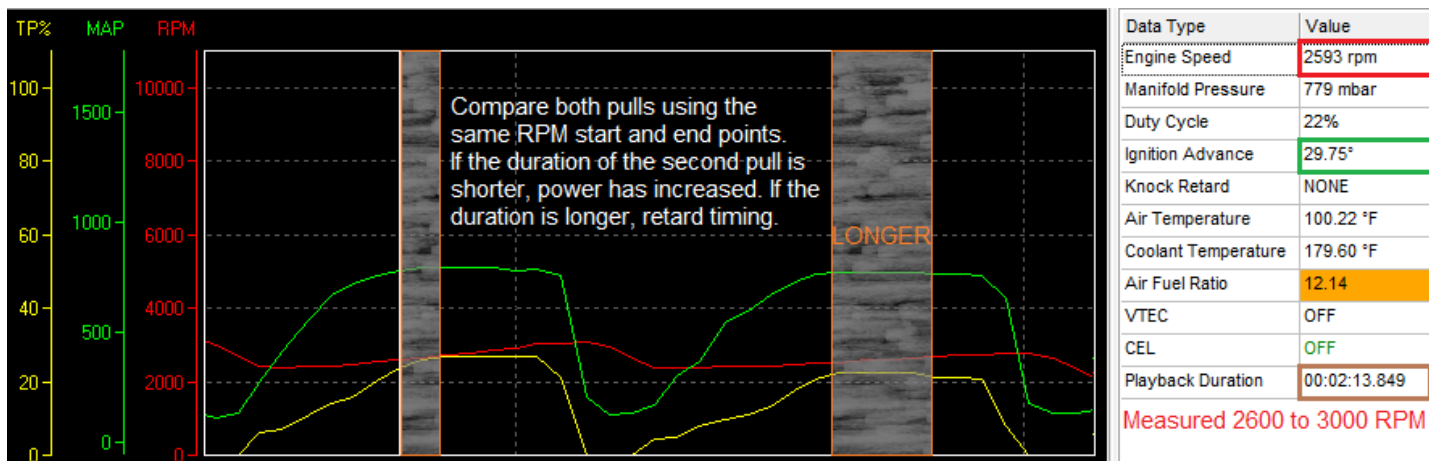 TP% MAP RPM
100
80
60
40
20
0
1500
1000
500
0
10000
8000
6000
4000
2000
0
Compare both pulls using the
same RPM start and end points.
If the duration of the second pull is
shorter, power has increased. If the
duration is longer, retard timing.
LONGER
Data Type Value
Engine Speed 2593 rpm
Manifold Pressure 779 mbar
Duty Cycle 22%
Ignition Advance 29.75°
Knock Retard NONE
Air Temperature 100.22 °F
Coolant Temperature 179.60 °F
Air Fuel Ratio 12.14
VTEC OFF
CEL OFF
Playback Duration 00:02:13.849
Measured 2600 to 3000 RPM